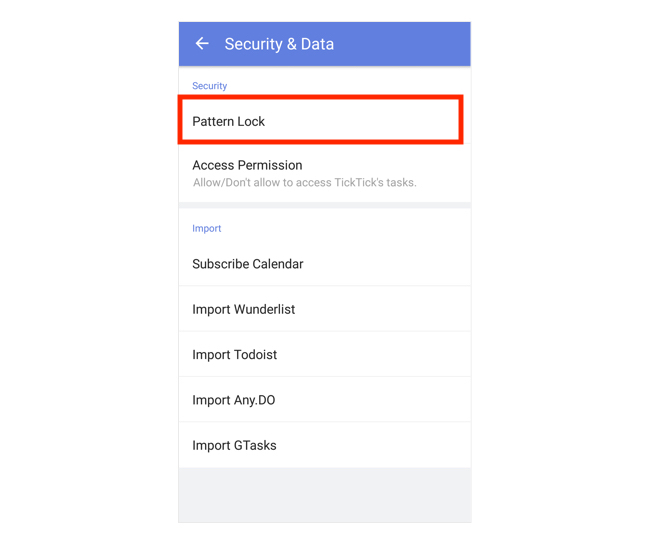 Security & Data
Security
Pattern Lock
Access Permission
Allow/Don't allow to access TickTick's tasks.
Import
Subscribe Calendar
Import Wunderlist
Import Todoist
Import Any.DO
Import GTasks